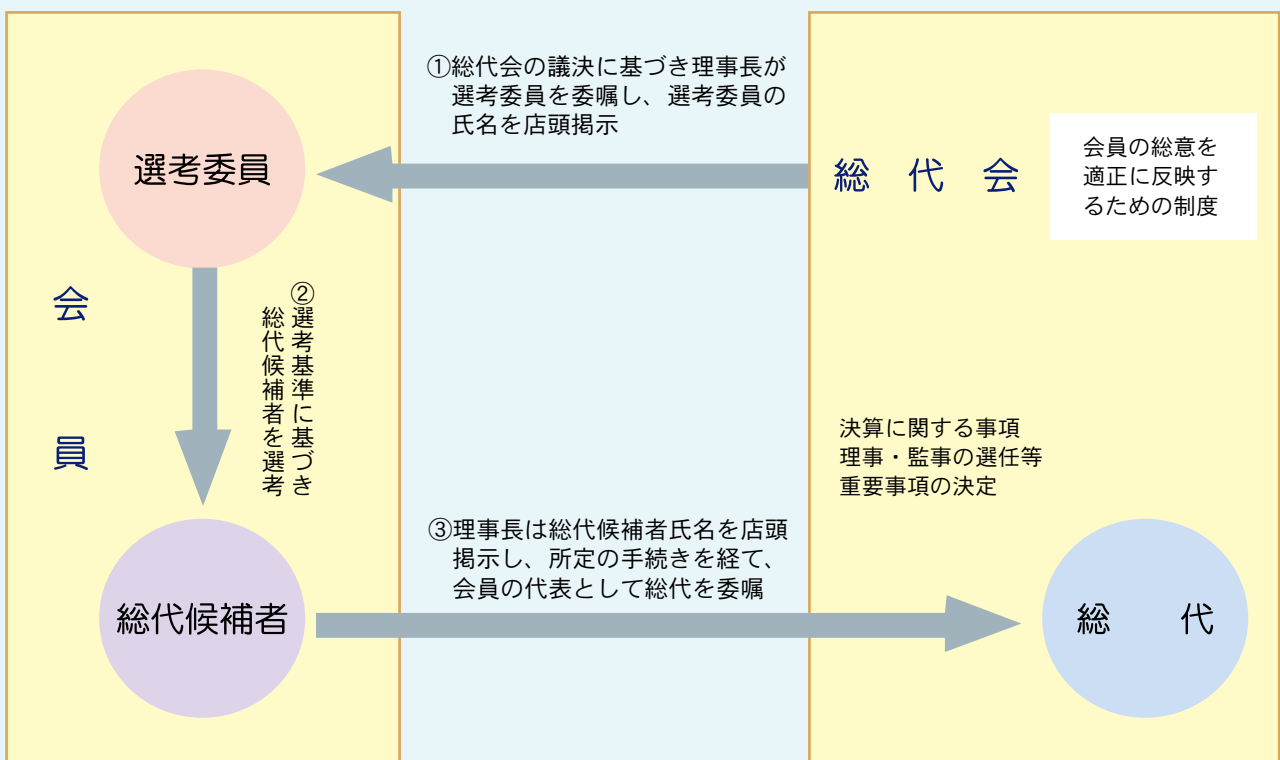 ①総代会の議決に基づき理事長が
選考委員を委嘱し、選考委員の
氏名を店頭掲示
選考委員
総代会
会員の総意を
適正に反映す
るための制度
会員
②選考基準に基づき
総代候補者を選考
決算に関する事項
理事・監事の選任等
重要事項の決定
③理事長は総代候補者氏名を店頭
掲示し、所定の手続きを経て、
会員の代表として総代を委嘱
総代候補者
総代